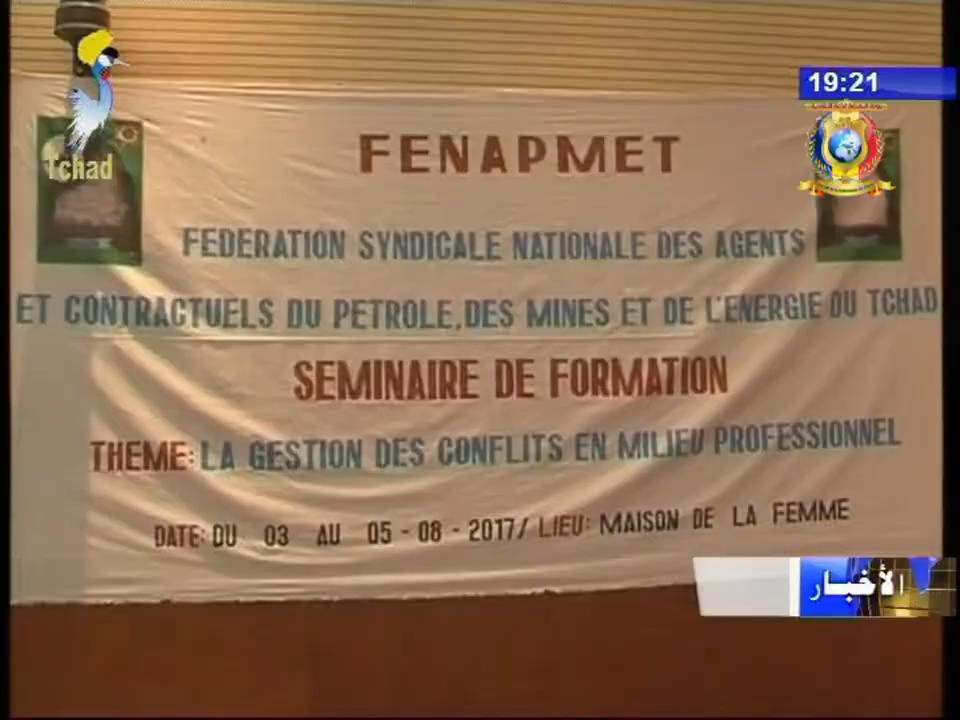 19:21
Tchad
FENAPMET
FEDERATION SYNDICALE NATIONALE DES AGENTS
ET CONTRACTUELS DU PETROLE, DES MINES ET DE L'ENERGIE DU TCHAD
SEMINAIRE DE FORMATION
THEME: LA GESTION DES CONFLITS EN MILIEU PROFESSIONNEL
DATE: DU 03 AU 05-08-2017/ LIEU: MAISON DE LA FEMME
الأخبار